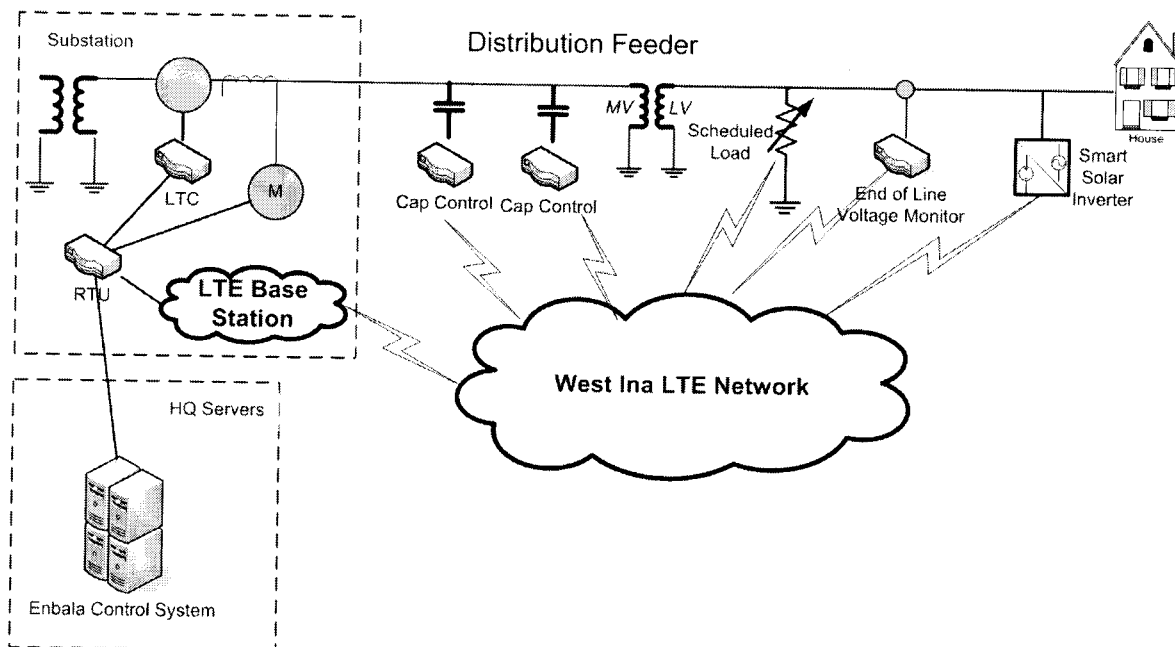 Substation
Distribution Feeder
MV
LV
Scheduled
Load
House
LTC
M
Cap Control
Cap Control
End of Line
Voltage Monitor
Smart
Solar
Inverter
RTU
LTE Base
Station
West Ina LTE Network
HQ Servers
Enbala Control System